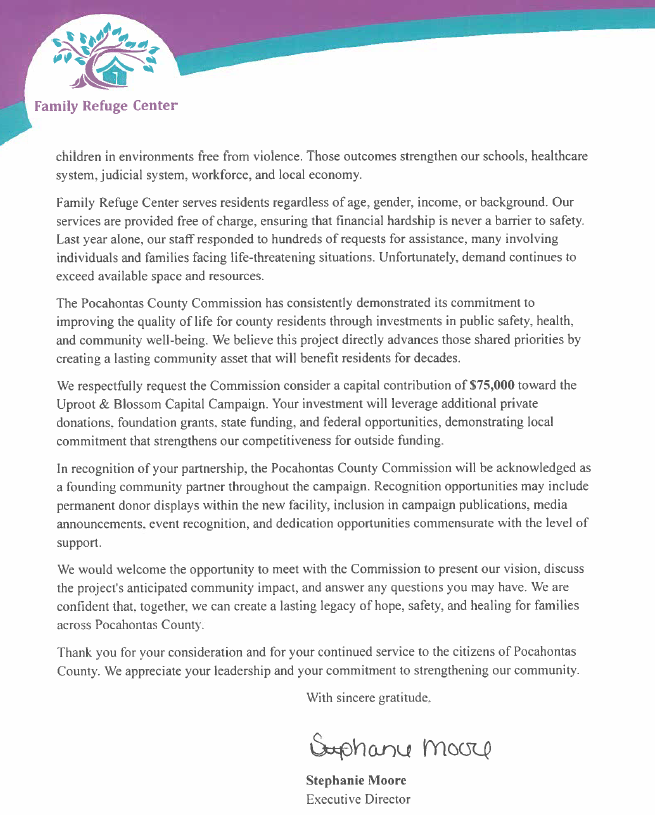 Family Refuge Center
children in environments free from violence. Those outcomes strengthen our schools, healthcare
system, judicial system, workforce, and local economy.
Family Refuge Center serves residents regardless of age, gender, income, or background. Our
services are provided free of charge, ensuring that financial hardship is never a barrier to safety.
Last year alone, our staff responded to hundreds of requests for assistance, many involving
individuals and families facing life-threatening situations. Unfortunately, demand continues to
exceed available space and resources.
The Pocahontas County Commission has consistently demonstrated its commitment to
improving the quality of life for county residents through investments in public safety, health,
and community well-being. We believe this project directly advances those shared priorities by
creating a lasting community asset that will benefit residents for decades.
We respectfully request the Commission consider a capital contribution of $75,000 toward the
Uproot & Blossom Capital Campaign. Your investment will leverage additional private
donations, foundation grants, state funding, and federal opportunities, demonstrating local
commitment that strengthens our competitiveness for outside funding.
In recognition of your partnership, the Pocahontas County Commission will be acknowledged as
a founding community partner throughout the campaign. Recognition opportunities may include
permanent donor displays within the new facility, inclusion in campaign publications, media
announcements, event recognition, and dedication opportunities commensurate with the level of
support.
We would welcome the opportunity to meet with the Commission to present our vision, discuss
the project's anticipated community impact, and answer any questions you may have. We are
confident that, together, we can create a lasting legacy of hope, safety, and healing for families
across Pocahontas County.
Thank you for your consideration and for your continued service to the citizens of Pocahontas
County. We appreciate your leadership and your commitment to strengthening our community.
With sincere gratitude,
Stephanie Moore
Stephanie Moore
Executive Director